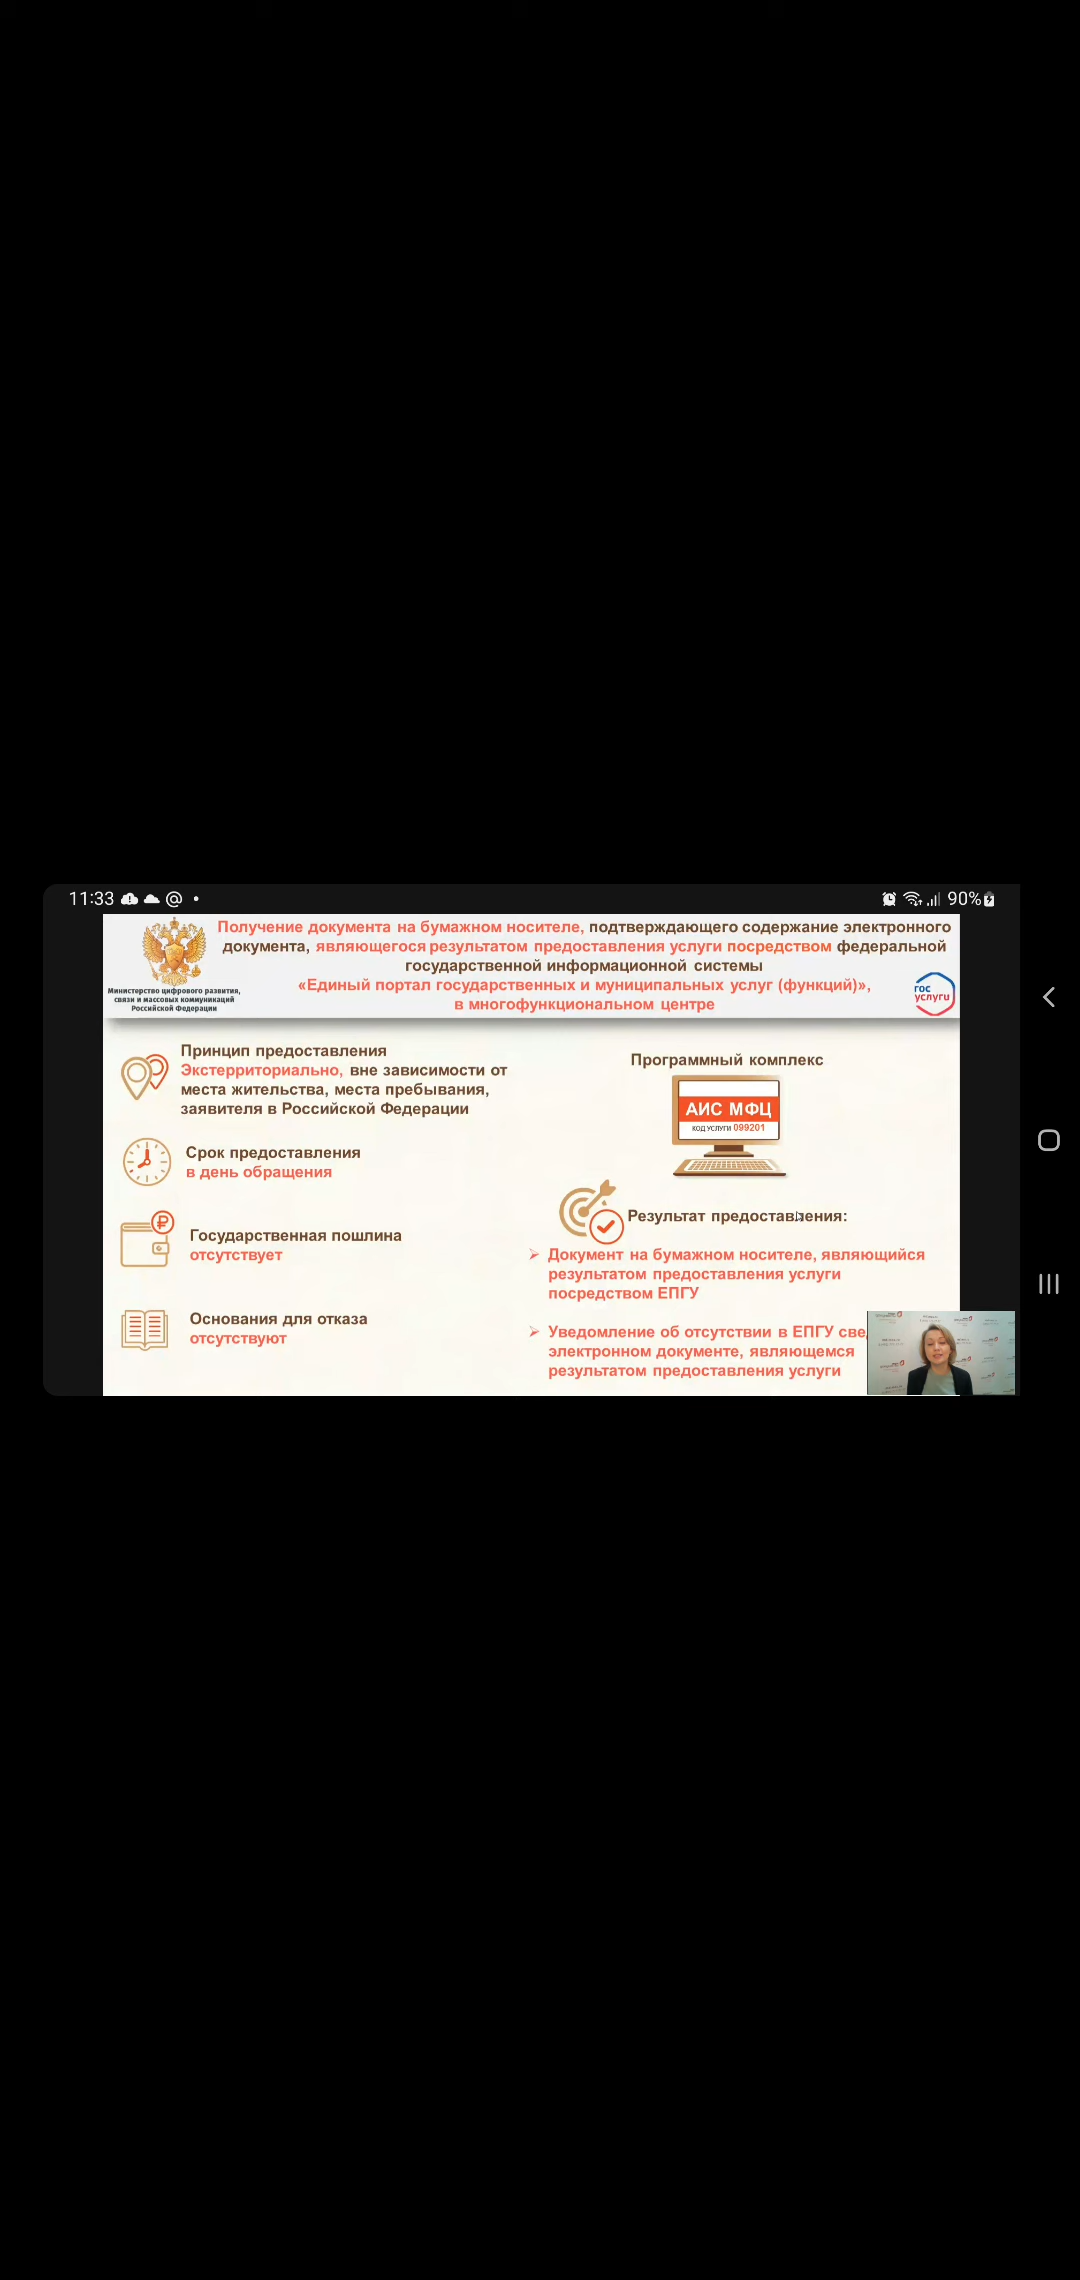 11:33
90%
Получение документа на бумажном носителе, подтверждающего содержание электронного
документа, являющегося результатом предоставления услуги посредством федеральной
государственной информационной системы
«Единый портал государственных и муниципальных услуг (функций)»,
в многофункциональном центре
Министерство цифрового развития,
связи и массовых коммуникаций
Российской Федерации
гос
услуги
Принцип предоставления
Экстерриториально, вне зависимости от
места жительства, места пребывания,
заявителя в Российской Федерации
Срок предоставления
в день обращения
Государственная пошлина
отсутствует
Основания для отказа
отсутствуют
Программный комплекс
АИС МФЦ
КОД УСЛУГИ 099201
Результат предоставления:
Документ на бумажном носителе, являющийся
результатом предоставления услуги
посредством ЕПГУ
Уведомление об отсутствии в ЕПГУ све
электронном документе, являющемся
результатом предоставления услуги